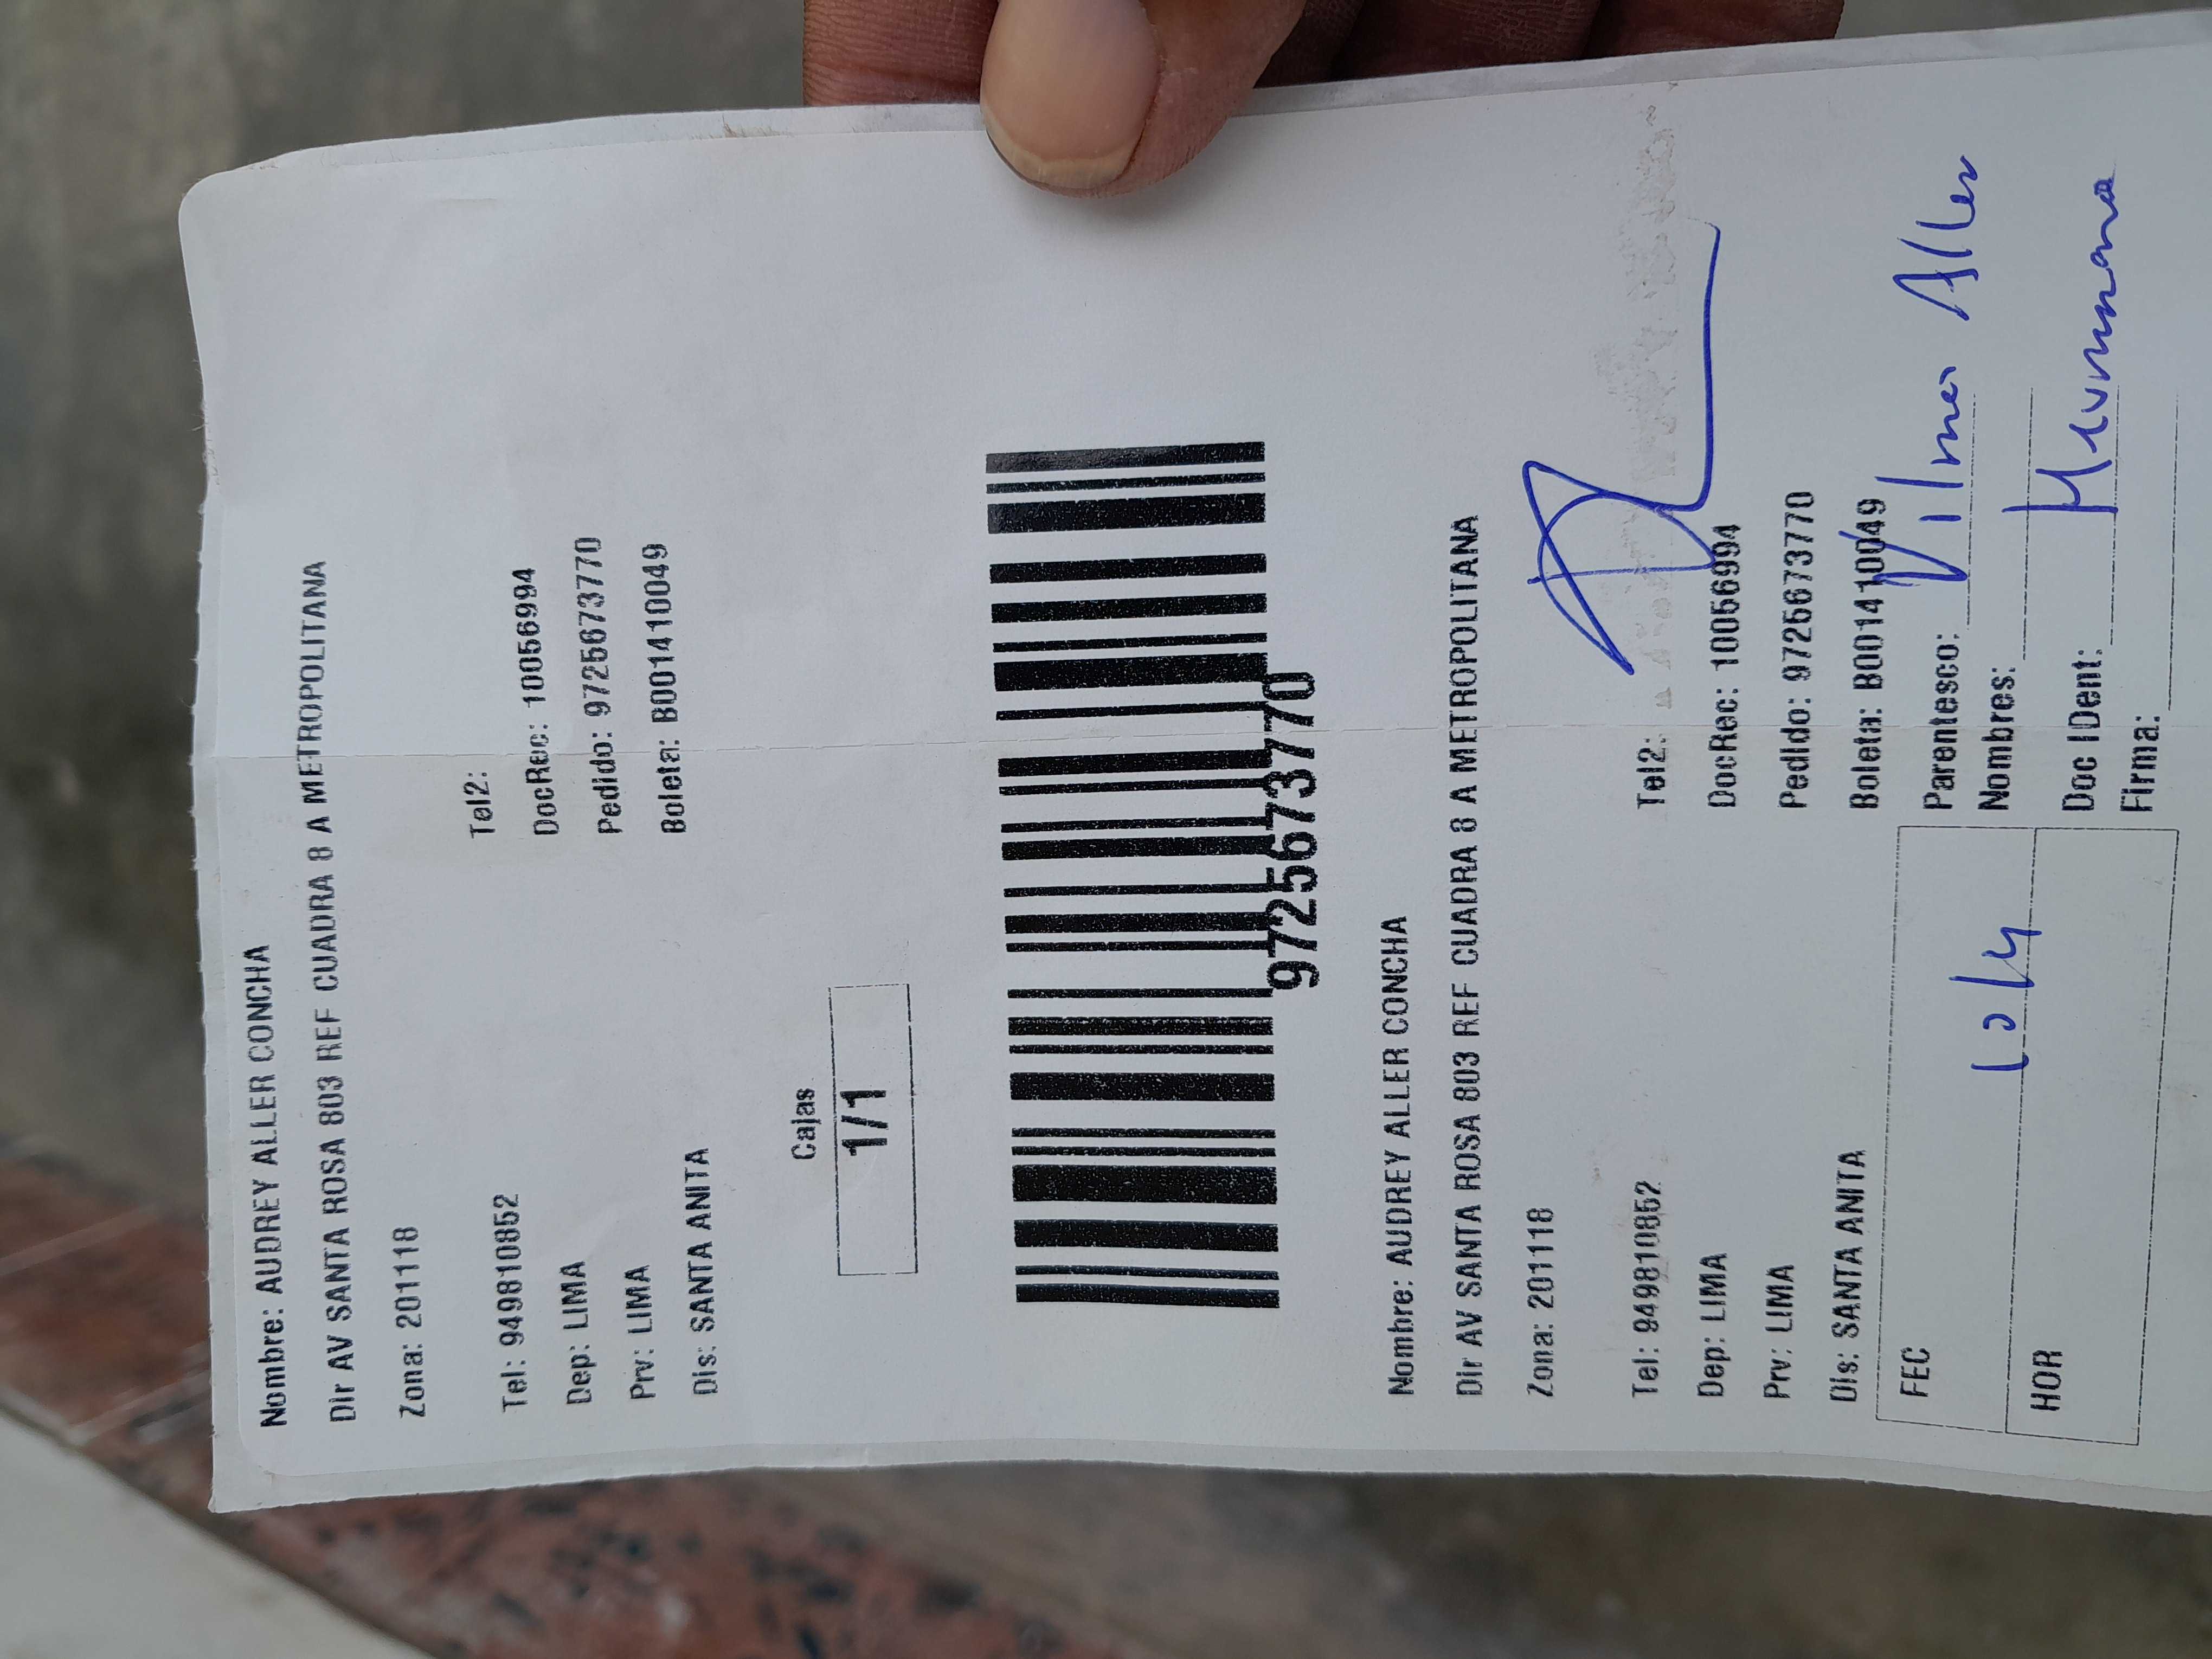 Nombre: AUDREY ALLER CONCHA
Dir AV SANTA ROSA 803 REF CUADRA 8 A METROPOLITANA
Zona: 201118
Tel: 949810852 Tel2:
Dep: LIMA DocRec: 10056994
Prv: LIMA Pedido: 9725673770
Dis: SANTA ANITA Boleta: B001410049
Cajas
1/1
9725673770
Nombre: AUDREY ALLER CONCHA
Dir AV SANTA ROSA 803 REF CUADRA 8 A METROPOLITANA
Zona: 201118
Tel: 949810852 Tel2:
Dep: LIMA DocRec: 10056994
Prv: LIMA Pedido: 9725673770
Dis: SANTA ANITA Boleta: B001410049
FEC Parentesco: Vilma Aller
Nombres:
HOR Doc IDent: Hermana
Firma: